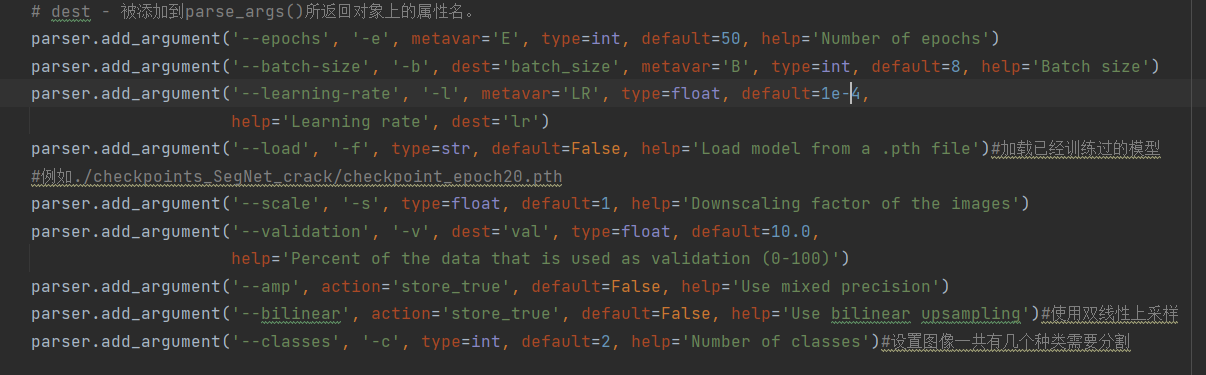 # dest - 被添加到parse_args()所返回对象上的属性名。
parser.add_argument('--epochs', '-e', metavar='E', type=int, default=50, help='Number of epochs')
parser.add_argument('--batch-size', '-b', dest='batch_size', metavar='B', type=int, default=8, help='Batch size')
parser.add_argument('--learning-rate', '-l', metavar='LR', type=float, default=1e-4,
                    help='Learning rate', dest='lr')
parser.add_argument('--load', '-f', type=str, default=False, help='Load model from a .pth file')#加载已经训练过的模型
#例如./checkpoints_SegNet_crack/checkpoint_epoch20.pth
parser.add_argument('--scale', '-s', type=float, default=1, help='Downscaling factor of the images')
parser.add_argument('--validation', '-v', dest='val', type=float, default=10.0,
                    help='Percent of the data that is used as validation (0-100)')
parser.add_argument('--amp', action='store_true', default=False, help='Use mixed precision')
parser.add_argument('--bilinear', action='store_true', default=False, help='Use bilinear upsampling')#使用双线性上采样
parser.add_argument('--classes', '-c', type=int, default=2, help='Number of classes')#设置图像一共有几个种类需要分割